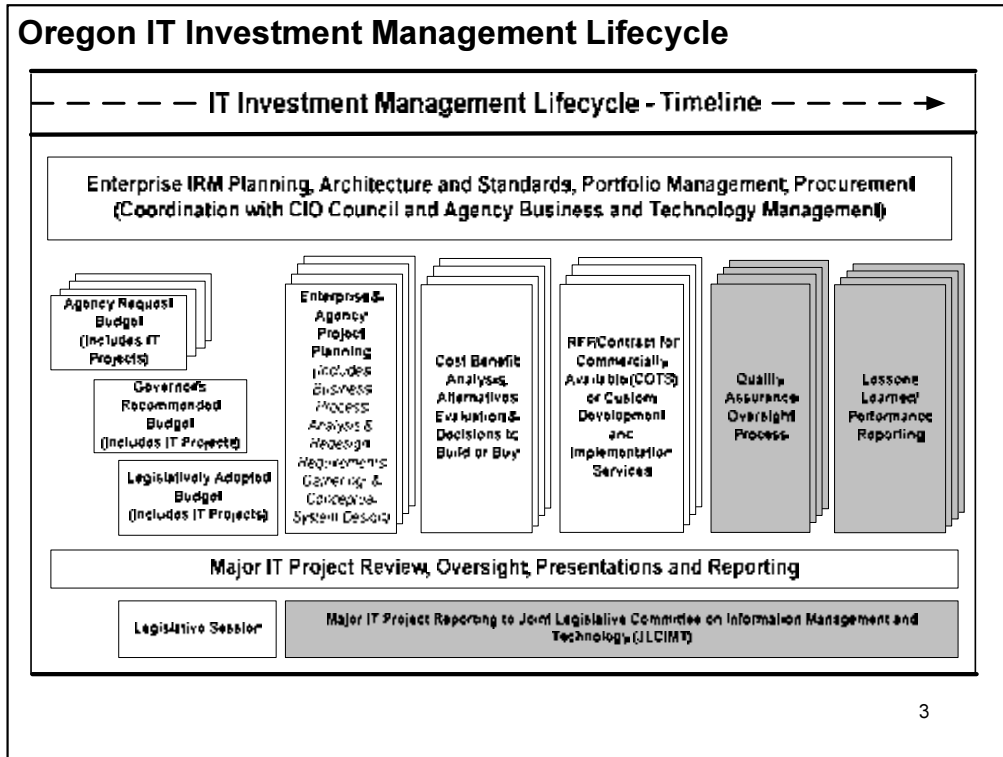 Oregon IT Investment Management Lifecycle
IT Investment Management Lifecycle - Timeline
Enterprise IRM Planning, Architecture and Standards, Portfolio Management, Procurement
(Coordination with CIO Council and Agency Business and Technology Management)
Agency Request
Budget
(Includes IT
Projects)
Governor's
Recommended
Budget
(Includes IT Projects)
Legislatively Adopted
Budget
(Includes IT Projects)
Enterprise &
Agency
Project
Planning
(Includes
Business
Process
Analysis &
Redesign
Requirements
Gathering &
Conceptual
System Design)
Cost Benefit
Analysis,
Alternatives
Evaluation &
Decisions to
Build or Buy
RFP/Contract for
Commercially
Available (COTS)
or Custom
Development
and
Implementation
Services
Quality
Assurance
Oversight
Process
Lessons
Learned/
Performance
Reporting
Major IT Project Review, Oversight, Presentations and Reporting
Legislative Session
Major IT Project Reporting to Joint Legislative Committee on Information Management and
Technology (JLCIMT)
3